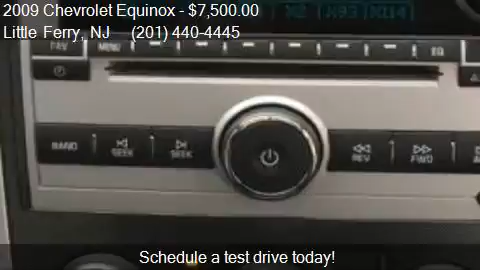 2009 Chevrolet Equinox - $7,500.00
Little Ferry, NJ (201) 440-4445
FAV MENU EQ
BAND SEEK SEEK REV FWD
Schedule a test drive today!